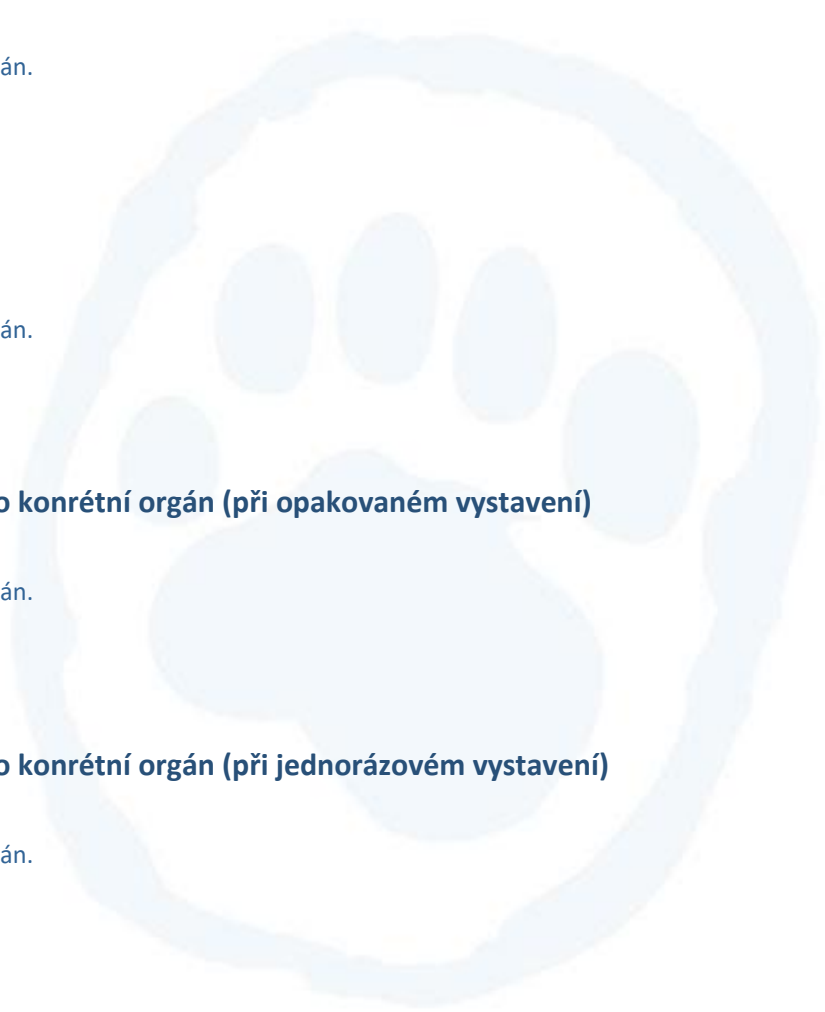 án.
án.
o konrétní orgán (při opakovaném vystavení)
án.
o konrétní orgán (při jednorázovém vystavení)
án.